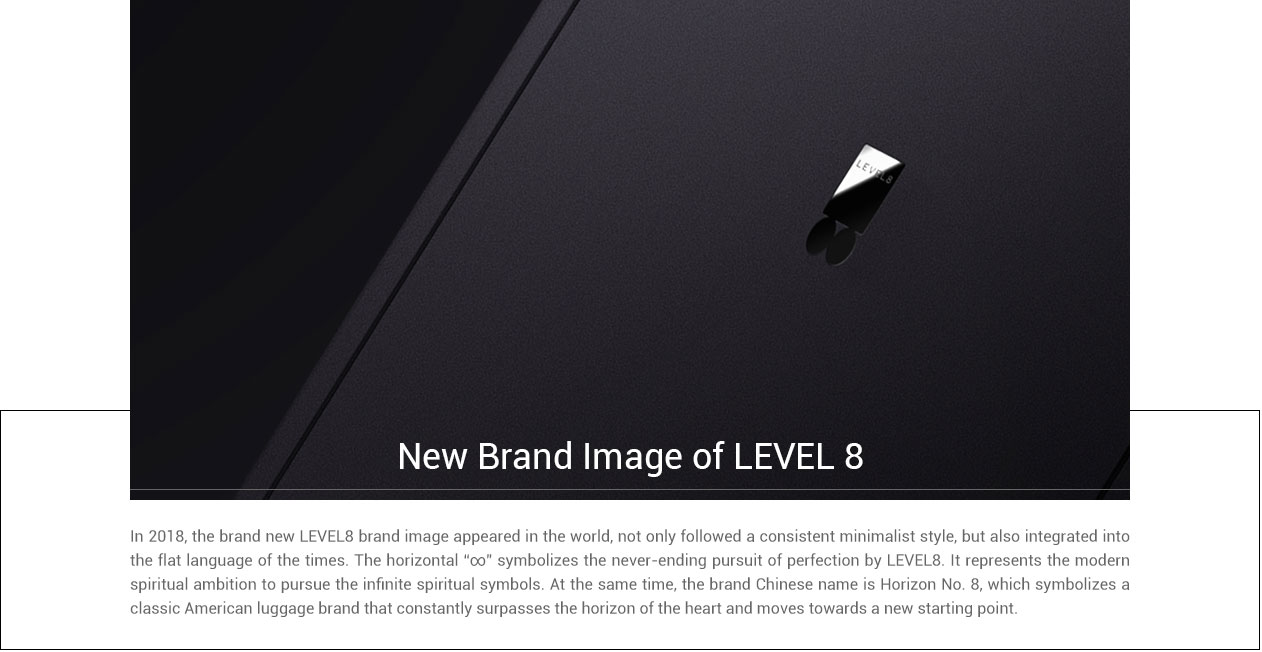 LEVEL8
New Brand Image of LEVEL 8
In 2018, the brand new LEVEL8 brand image appeared in the world, not only followed a consistent minimalist style, but also integrated into
the flat language of the times. The horizontal “∞” symbolizes the never-ending pursuit of perfection by LEVEL8. It represents the modern
spiritual ambition to pursue the infinite spiritual symbols. At the same time, the brand Chinese name is Horizon No. 8, which symbolizes a
classic American luggage brand that constantly surpasses the horizon of the heart and moves towards a new starting point.